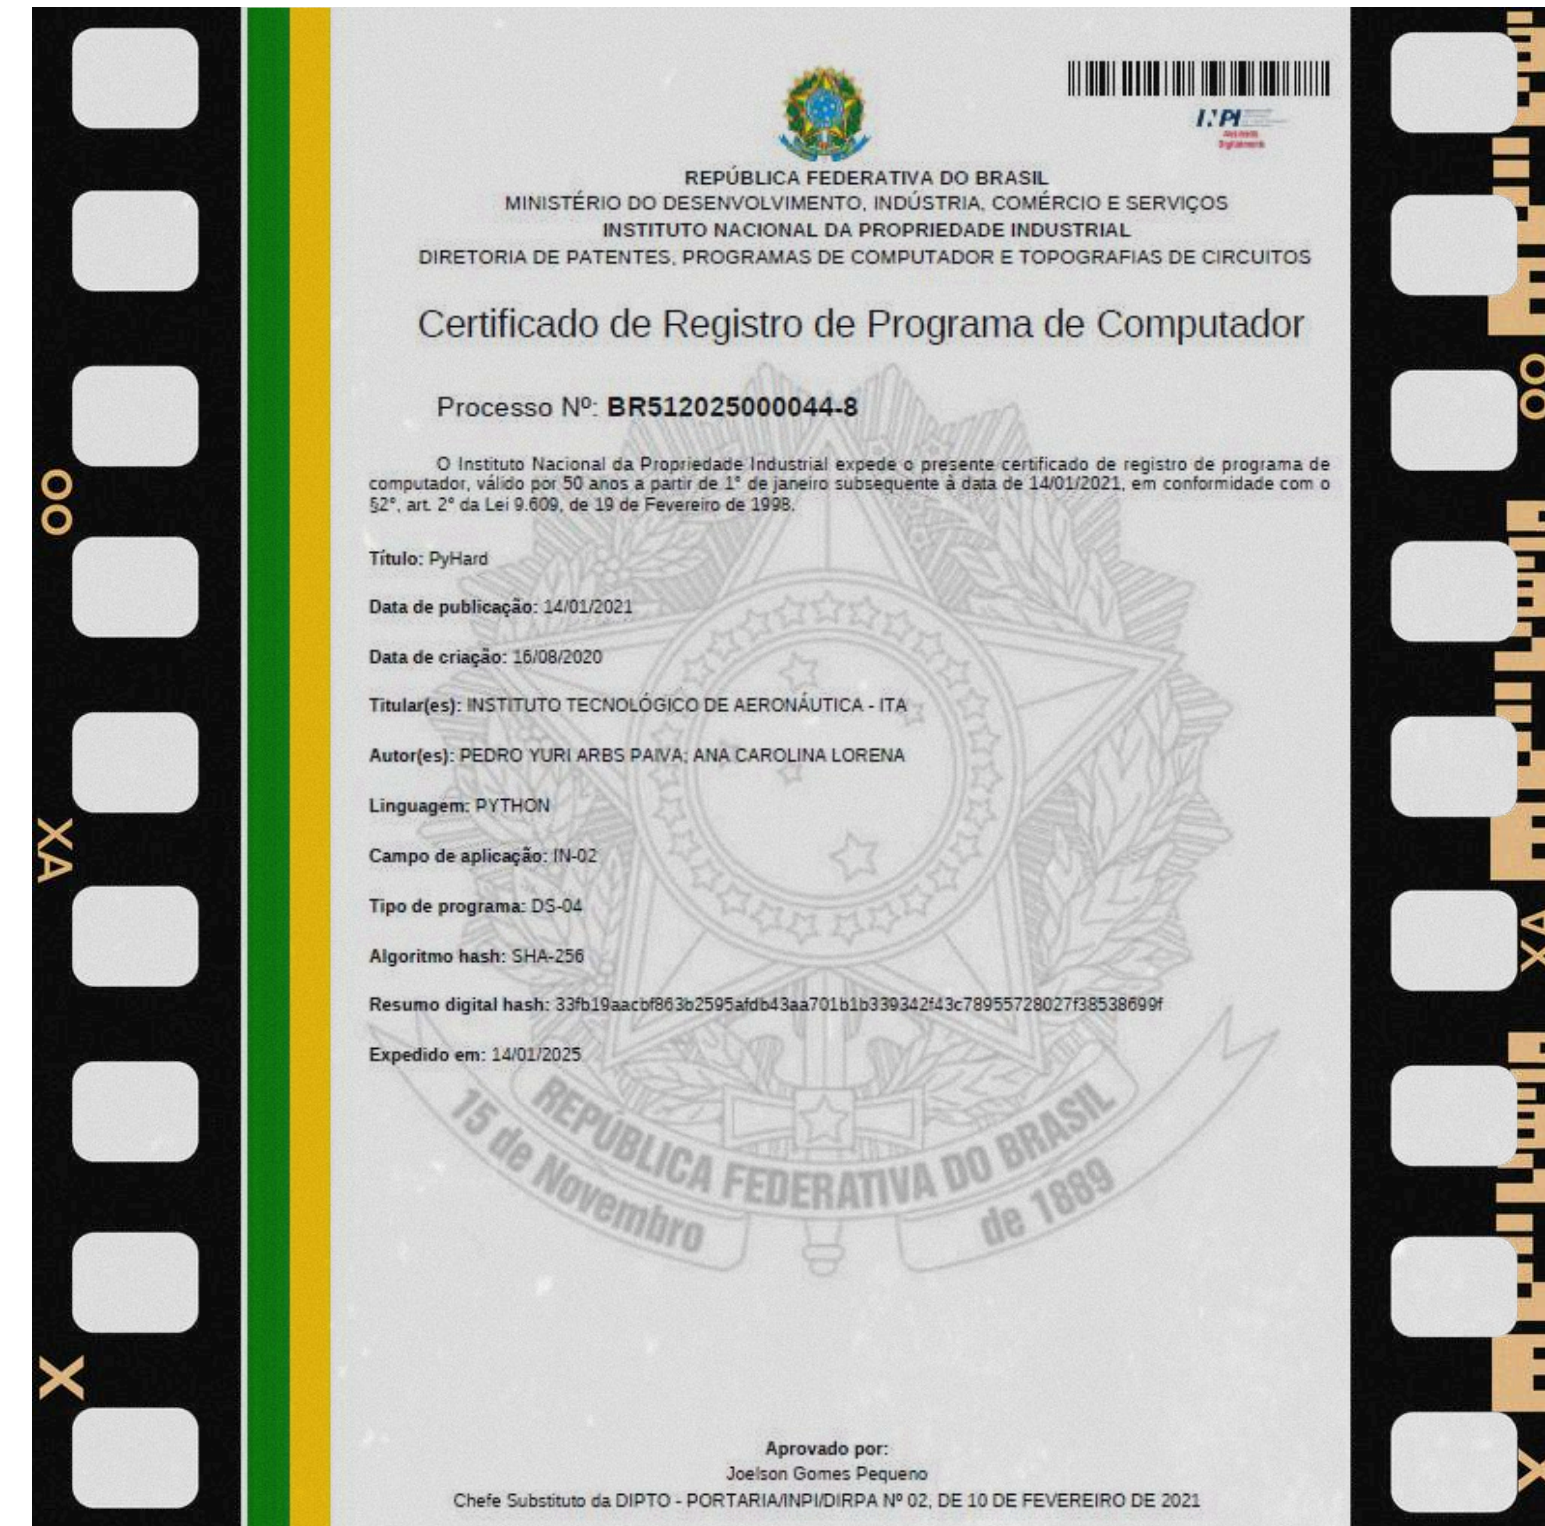 INPI
Assinado
Digitalmente
REPÚBLICA FEDERATIVA DO BRASIL
MINISTÉRIO DO DESENVOLVIMENTO, INDÚSTRIA, COMÉRCIO E SERVIÇOS
INSTITUTO NACIONAL DA PROPRIEDADE INDUSTRIAL
DIRETORIA DE PATENTES, PROGRAMAS DE COMPUTADOR E TOPOGRAFIAS DE CIRCUITOS
Certificado de Registro de Programa de Computador
Processo Nº: BR512025000044-8
O Instituto Nacional da Propriedade Industrial expede o presente certificado de registro de programa de
computador, válido por 50 anos a partir de 1° de janeiro subsequente à data de 14/01/2021, em conformidade com o
§2°, art. 2° da Lei 9.609, de 19 de Fevereiro de 1998.
Título: PyHard
Data de publicação: 14/01/2021
Data de criação: 16/08/2020
Titular(es): INSTITUTO TECNOLÓGICO DE AERONÁUTICA - ITA
Autor(es): PEDRO YURI ARBS PAIVA; ANA CAROLINA LORENA
Linguagem: PYTHON
Campo de aplicação: IN-02
Tipo de programa: DS-04
Algoritmo hash: SHA-256
Resumo digital hash: 33fb19aacbf863b2595afdb43aa701b1b339342f43c78955728027f38538699f
Expedido em: 14/01/2025
REPÚBLICA FEDERATIVA DO BRASIL
15 de Novembro de 1889
Aprovado por:
Joelson Gomes Pequeno
Chefe Substituto da DIPTO - PORTARIA/INPI/DIRPA Nº 02, DE 10 DE FEVEREIRO DE 2021
OO
XA
X
OO
XA
X